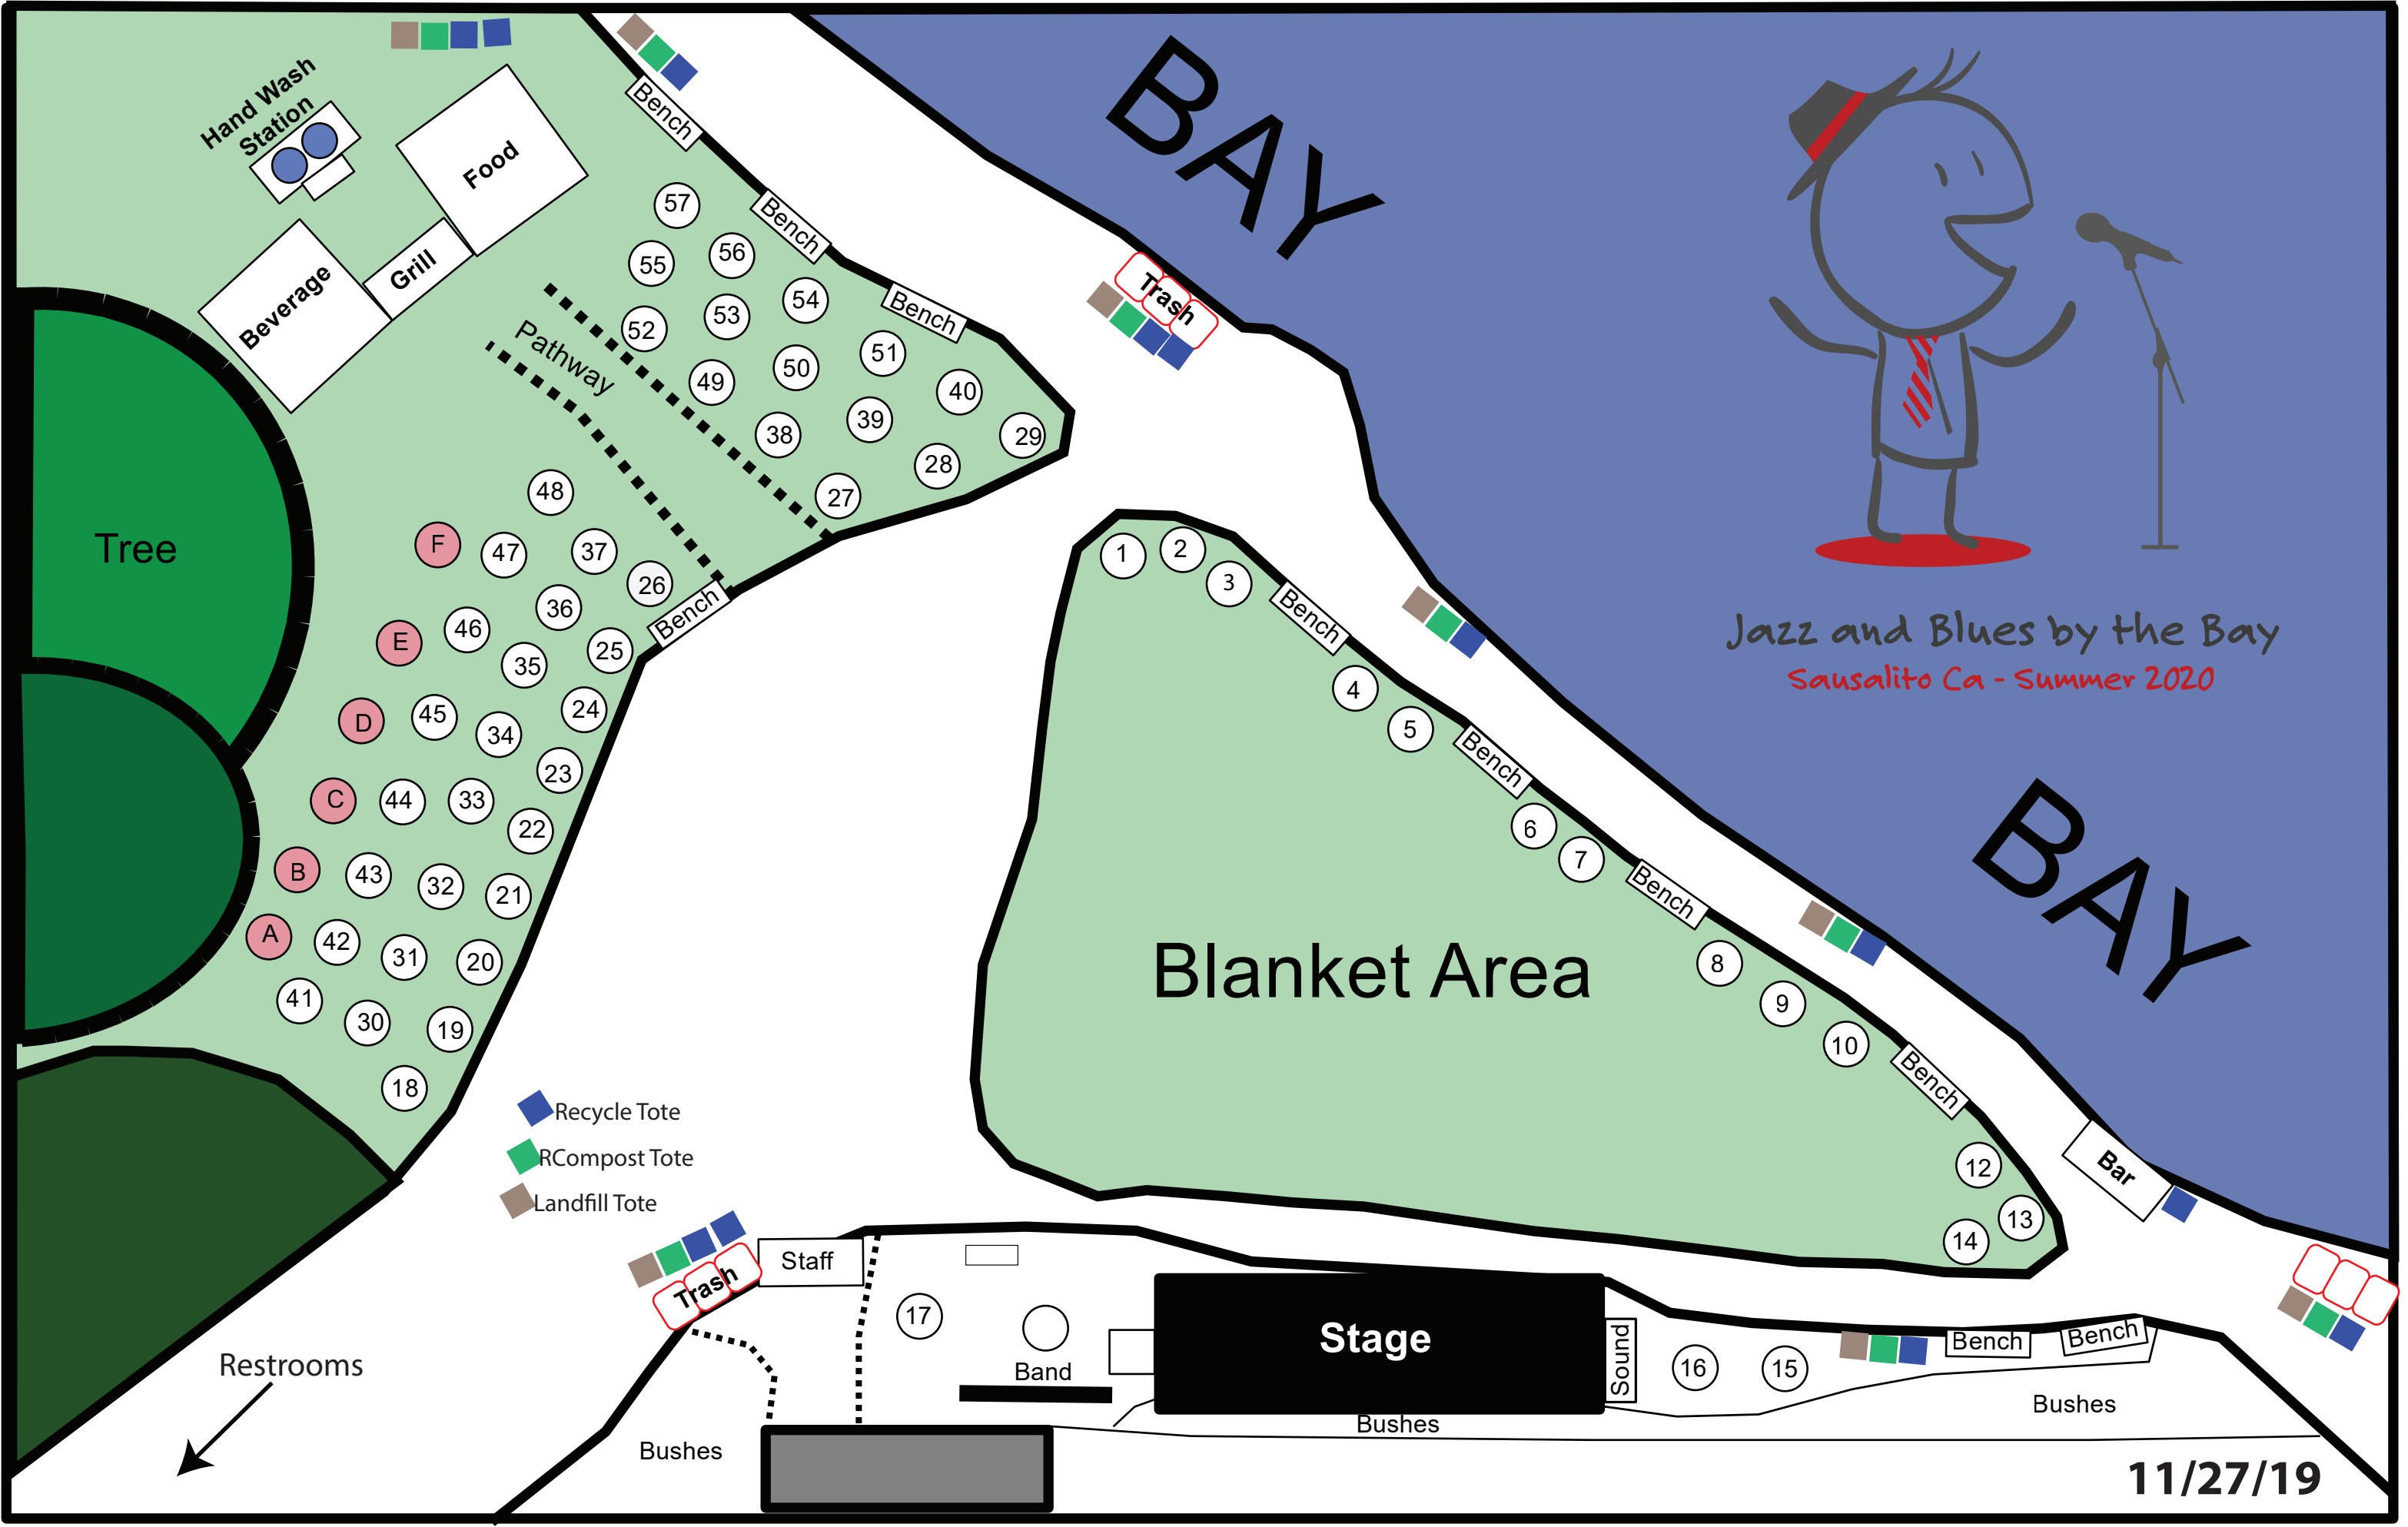 BAY
Hand Wash
Station
Food
Grill
Beverage
Bench
Bench
Bench
Trash
57
56
55
54
53
52
51
50
49
40
39
38
29
28
27
Pathway
Tree
48
F
47
37
26
Bench
36
E
46
35
25
D
45
34
24
C
44
33
23
22
B
43
32
21
A
42
31
20
41
30
19
18
1
2
3
Bench
4
5
Bench
6
7
Bench
8
9
10
Bench
12
13
14
Blanket Area
Jazz and Blues by the Bay
Sausalito Ca - Summer 2020
BAY
Bar
Recycle Tote
RCompost Tote
Landfill Tote
Trash
Staff
17
Band
Stage
Sound
16
15
Bench
Bench
Bushes
Bushes
Bushes
Restrooms
11/27/19